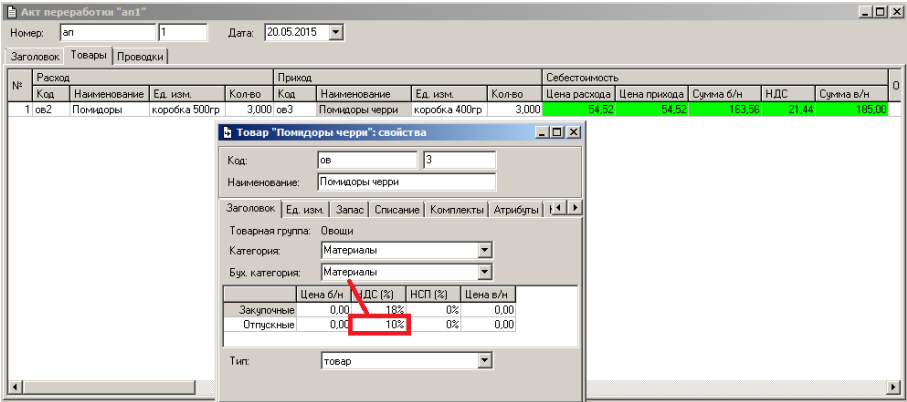 Акт переработки "ап1"
Номер: ап 1 Дата: 20.05.2015
Заголовок Товары Проводки
№ Расход Приход Себестоимость О
Код Наименование Ед. изм. Кол-во Код Наименование Ед. изм. Кол-во Цена расхода Цена прихода Сумма б/н НДС Сумма в/н
1 ов2 Помидоры коробка 500гр 3,000 ов3 Помидоры черри коробка 400гр 3,000 54,52 54,52 163,56 21,44 185,00
Товар "Помидоры черри": свойства
Код: ов 3
Наименование: Помидоры черри
Заголовок Ед. изм. Запас Списание Комплекты Атрибуты
Товарная группа: Овощи
Категория: Материалы
Бух. категория: Материалы
Цена б/н НДС (%) НСП (%) Цена в/н
Закупочные 0,00 18% 0% 0,00
Отпускные 0,00 10% 0% 0,00
Тип: товар